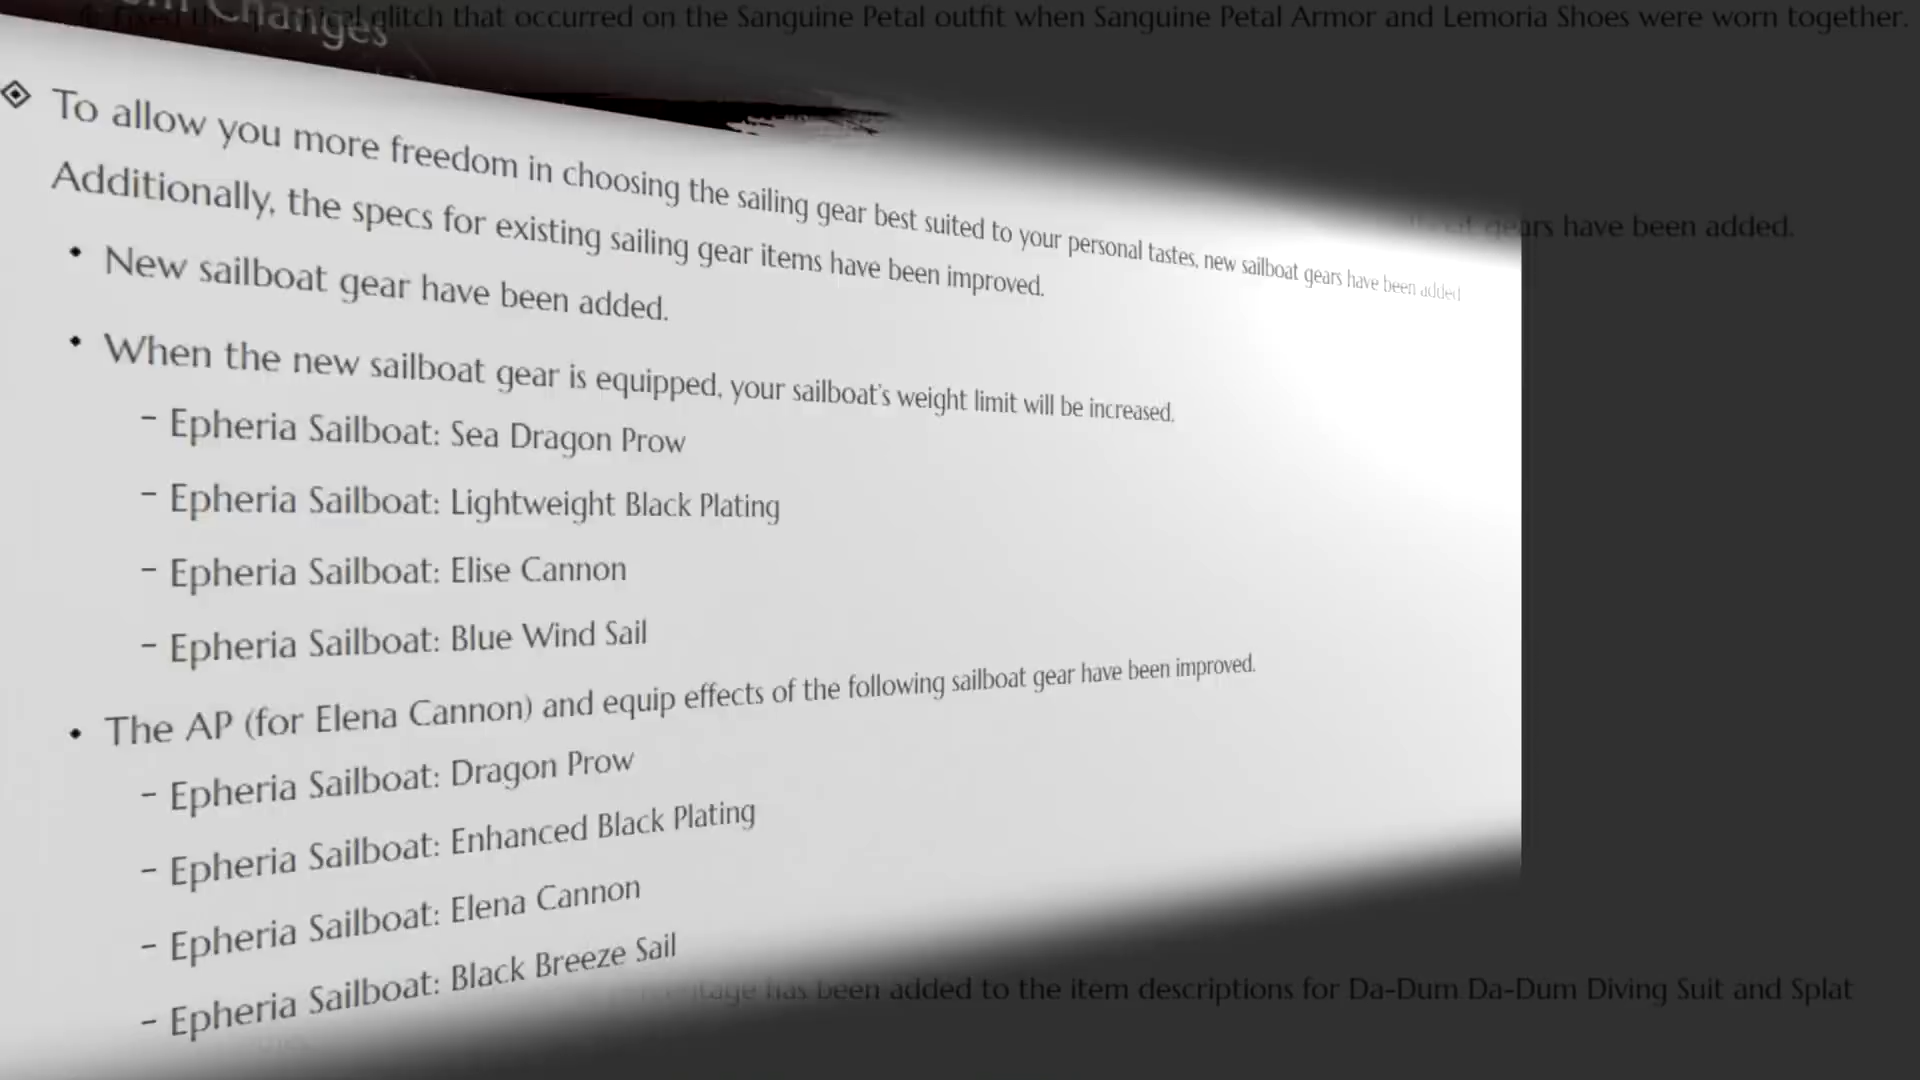 glitch that occurred on the Sanguine Petal outfit when Sanguine Petal Armor and Lemoria Shoes were worn together.
Changes
To allow you more freedom in choosing the sailing gear best suited to your personal tastes, new sailboat gears have been added
Additionally, the specs for existing sailing gear items have been improved.
gears have been added.
• New sailboat gear have been added.
• When the new sailboat gear is equipped, your sailboat's weight limit will be increased.
– Epheria Sailboat: Sea Dragon Prow
– Epheria Sailboat: Lightweight Black Plating
– Epheria Sailboat: Elise Cannon
– Epheria Sailboat: Blue Wind Sail
• The AP (for Elena Cannon) and equip effects of the following sailboat gear have been improved.
– Epheria Sailboat: Dragon Prow
– Epheria Sailboat: Enhanced Black Plating
– Epheria Sailboat: Elena Cannon
– Epheria Sailboat: Black Breeze Sail
has been added to the item descriptions for Da-Dum Da-Dum Diving Suit and Splat